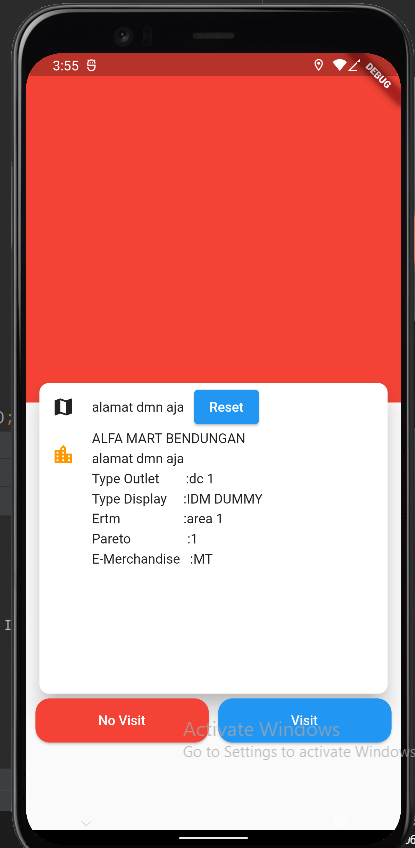 3:55
DEBUG
alamat dmn aja Reset
ALFA MART BENDUNGAN
alamat dmn aja
Type Outlet :dc 1
Type Display :IDM DUMMY
Ertm :area 1
Pareto :1
E-Merchandise :MT
No Visit Visit
Activate Windows
Go to Settings to activate Windows